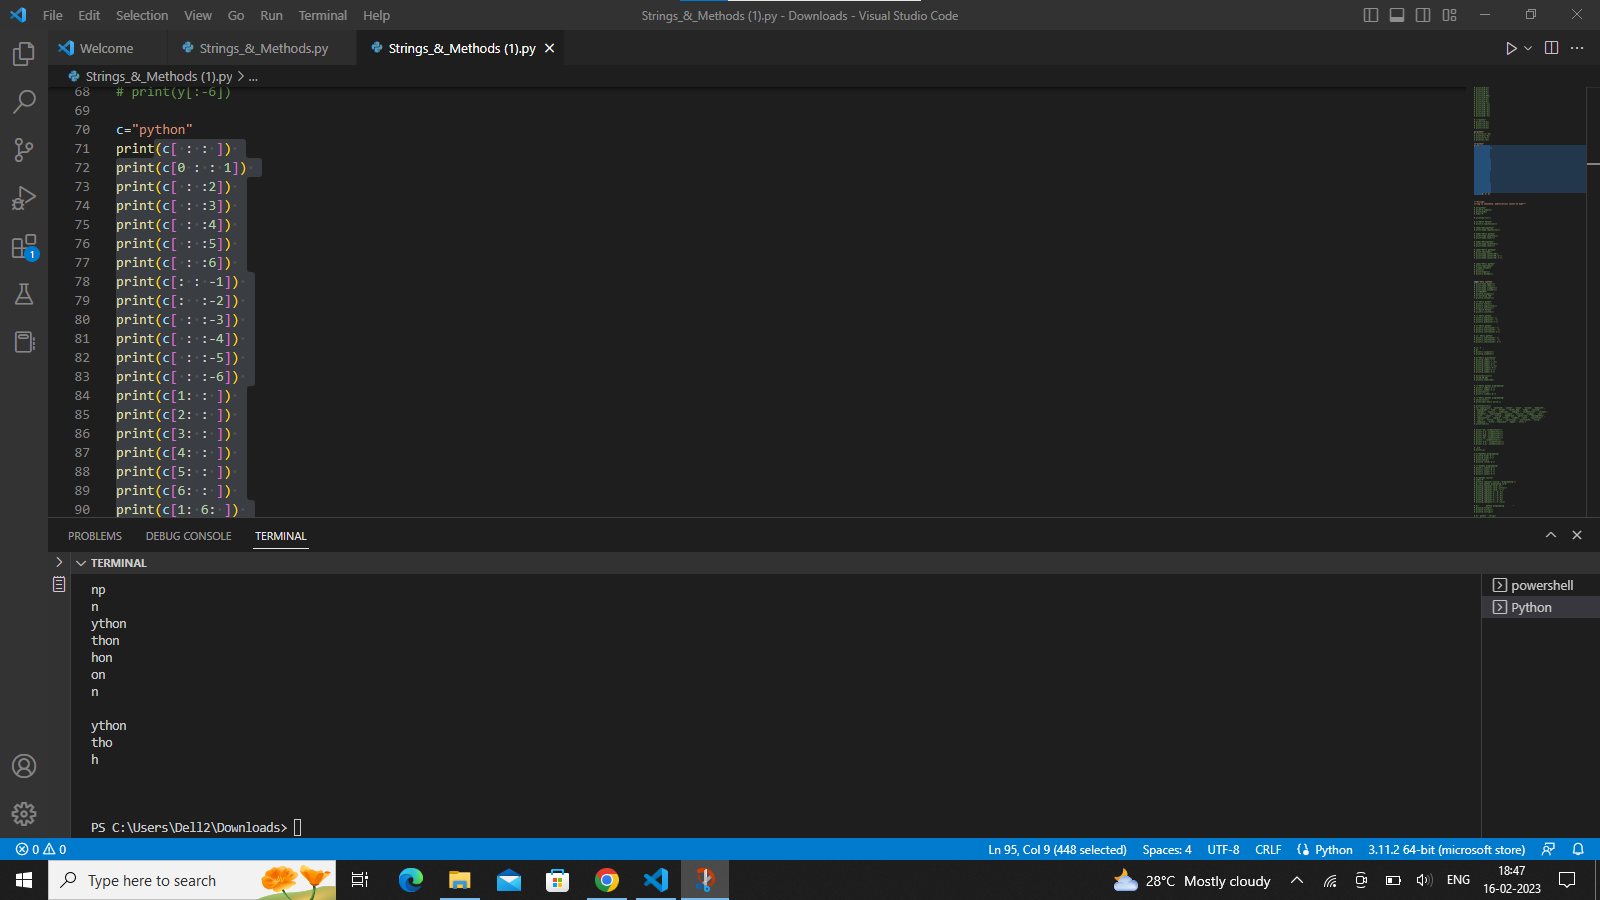 File Edit Selection View Go Run Terminal Help
Strings_&_Methods (1).py - Downloads - Visual Studio Code
Welcome
Strings_&_Methods.py
Strings_&_Methods (1).py
Strings_&_Methods (1).py > ...
68 # print(y[:-6])
69
70 c="python"
71 print(c[ : : ])
72 print(c[0 : : 1])
73 print(c[ : :2])
74 print(c[ : :3])
75 print(c[ : :4])
76 print(c[ : :5])
77 print(c[ : :6])
78 print(c[: : -1])
79 print(c[: :-2])
80 print(c[ : :-3])
81 print(c[ : :-4])
82 print(c[ : :-5])
83 print(c[ : :-6])
84 print(c[1: : ])
85 print(c[2: : ])
86 print(c[3: : ])
87 print(c[4: : ])
88 print(c[5: : ])
89 print(c[6: : ])
90 print(c[1: 6: ])
PROBLEMS DEBUG CONSOLE TERMINAL
TERMINAL
np
n
ython
thon
hon
on
n
ython
tho
h
PS C:\Users\Dell2\Downloads>
powershell
Python
1
0 0
Ln 95, Col 9 (448 selected) Spaces: 4 UTF-8 CRLF Python 3.11.2 64-bit (microsoft store)
Type here to search
28°C Mostly cloudy
ENG
18:47
16-02-2023